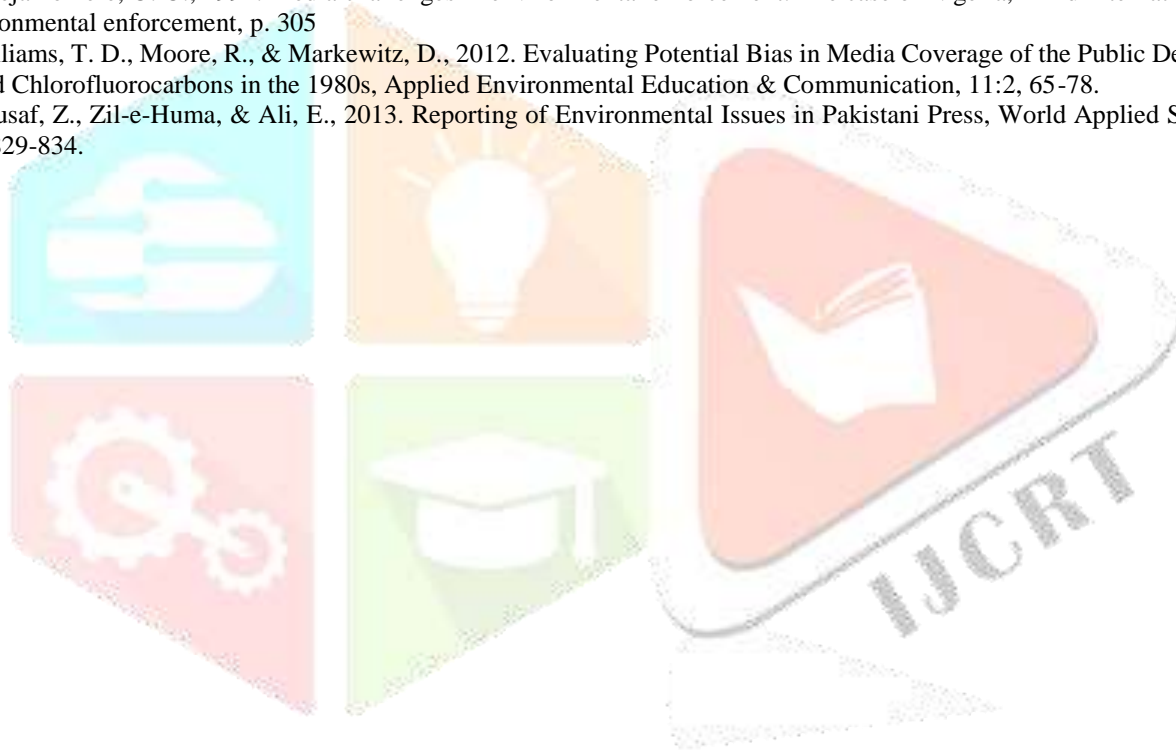 onmental enforcement, p. 305
liams, T. D., Moore, R., & Markewitz, D., 2012. Evaluating Potential Bias in Media Coverage of the Public De
d Chlorofluorocarbons in the 1980s, Applied Environmental Education & Communication, 11:2, 65-78.
usaf, Z., Zil-e-Huma, & Ali, E., 2013. Reporting of Environmental Issues in Pakistani Press, World Applied S
29-834.
IJCRT